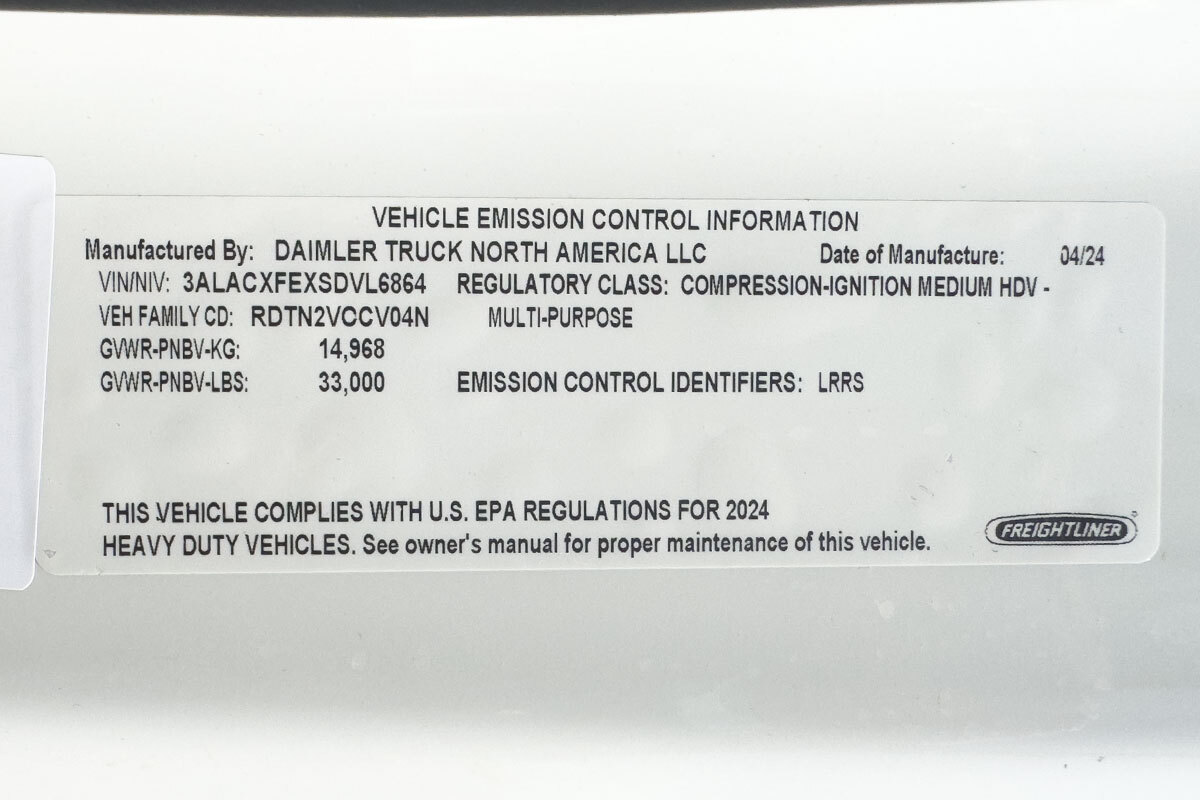 VEHICLE EMISSION CONTROL INFORMATION
Manufactured By: DAIMLER TRUCK NORTH AMERICA LLC Date of Manufacture: 04/24
VIN/NIV: 3ALACXFEXSDVL6864 REGULATORY CLASS: COMPRESSION-IGNITION MEDIUM HDV -
VEH FAMILY CD: RDTN2VCCV04N MULTI-PURPOSE
GVWR-PNBV-KG: 14,968
GVWR-PNBV-LBS: 33,000 EMISSION CONTROL IDENTIFIERS: LRRS
THIS VEHICLE COMPLIES WITH U.S. EPA REGULATIONS FOR 2024
HEAVY DUTY VEHICLES. See owner's manual for proper maintenance of this vehicle.
FREIGHTLINER